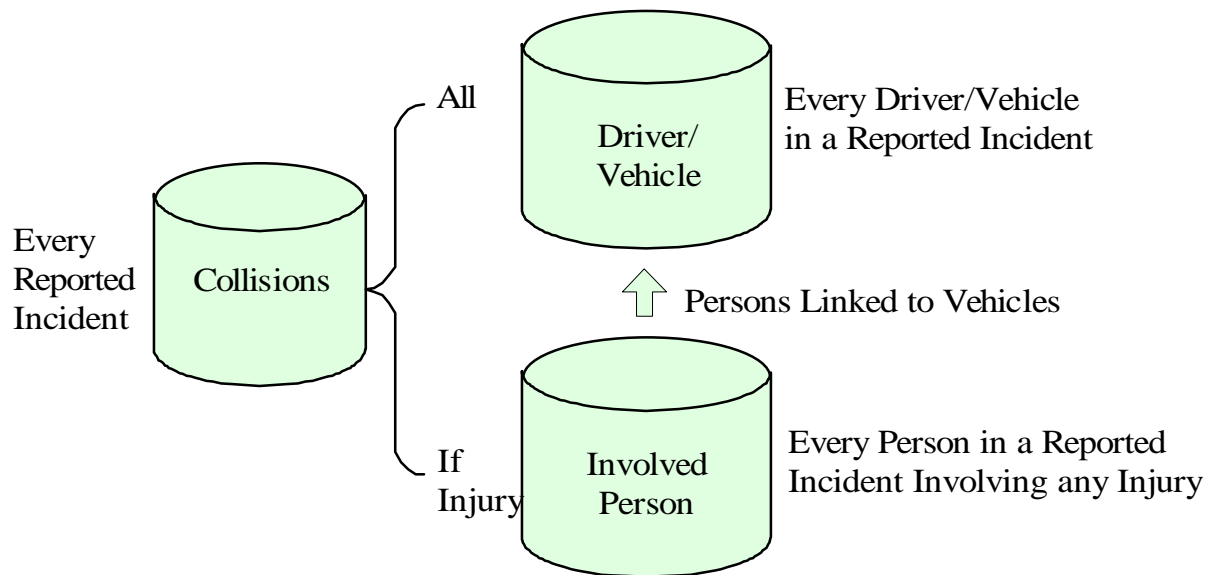 All
Driver/
Vehicle
Every Driver/Vehicle
in a Reported Incident
Every
Reported
Incident
Collisions
Persons Linked to Vehicles
If
Injury
Involved
Person
Every Person in a Reported
Incident Involving any Injury